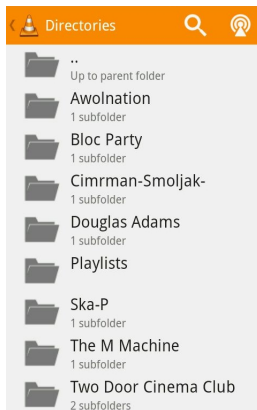 Directories
..
Up to parent folder
Awolnation
1 subfolder
Bloc Party
1 subfolder
Cimrman-Smoljak-
1 subfolder
Douglas Adams
1 subfolder
Playlists
Ska-P
1 subfolder
The M Machine
1 subfolder
Two Door Cinema Club
2 subfolders